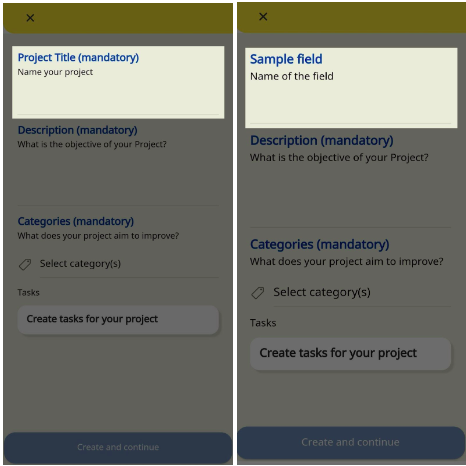 ×
Project Title (mandatory)
Name your project
Description (mandatory)
What is the objective of your Project?
Categories (mandatory)
What does your project aim to improve?
Select category(s)
Tasks
Create tasks for your project
Create and continue
×
Sample field
Name of the field
Description (mandatory)
What is the objective of your Project?
Categories (mandatory)
What does your project aim to improve?
Select category(s)
Tasks
Create tasks for your project
Create and continue